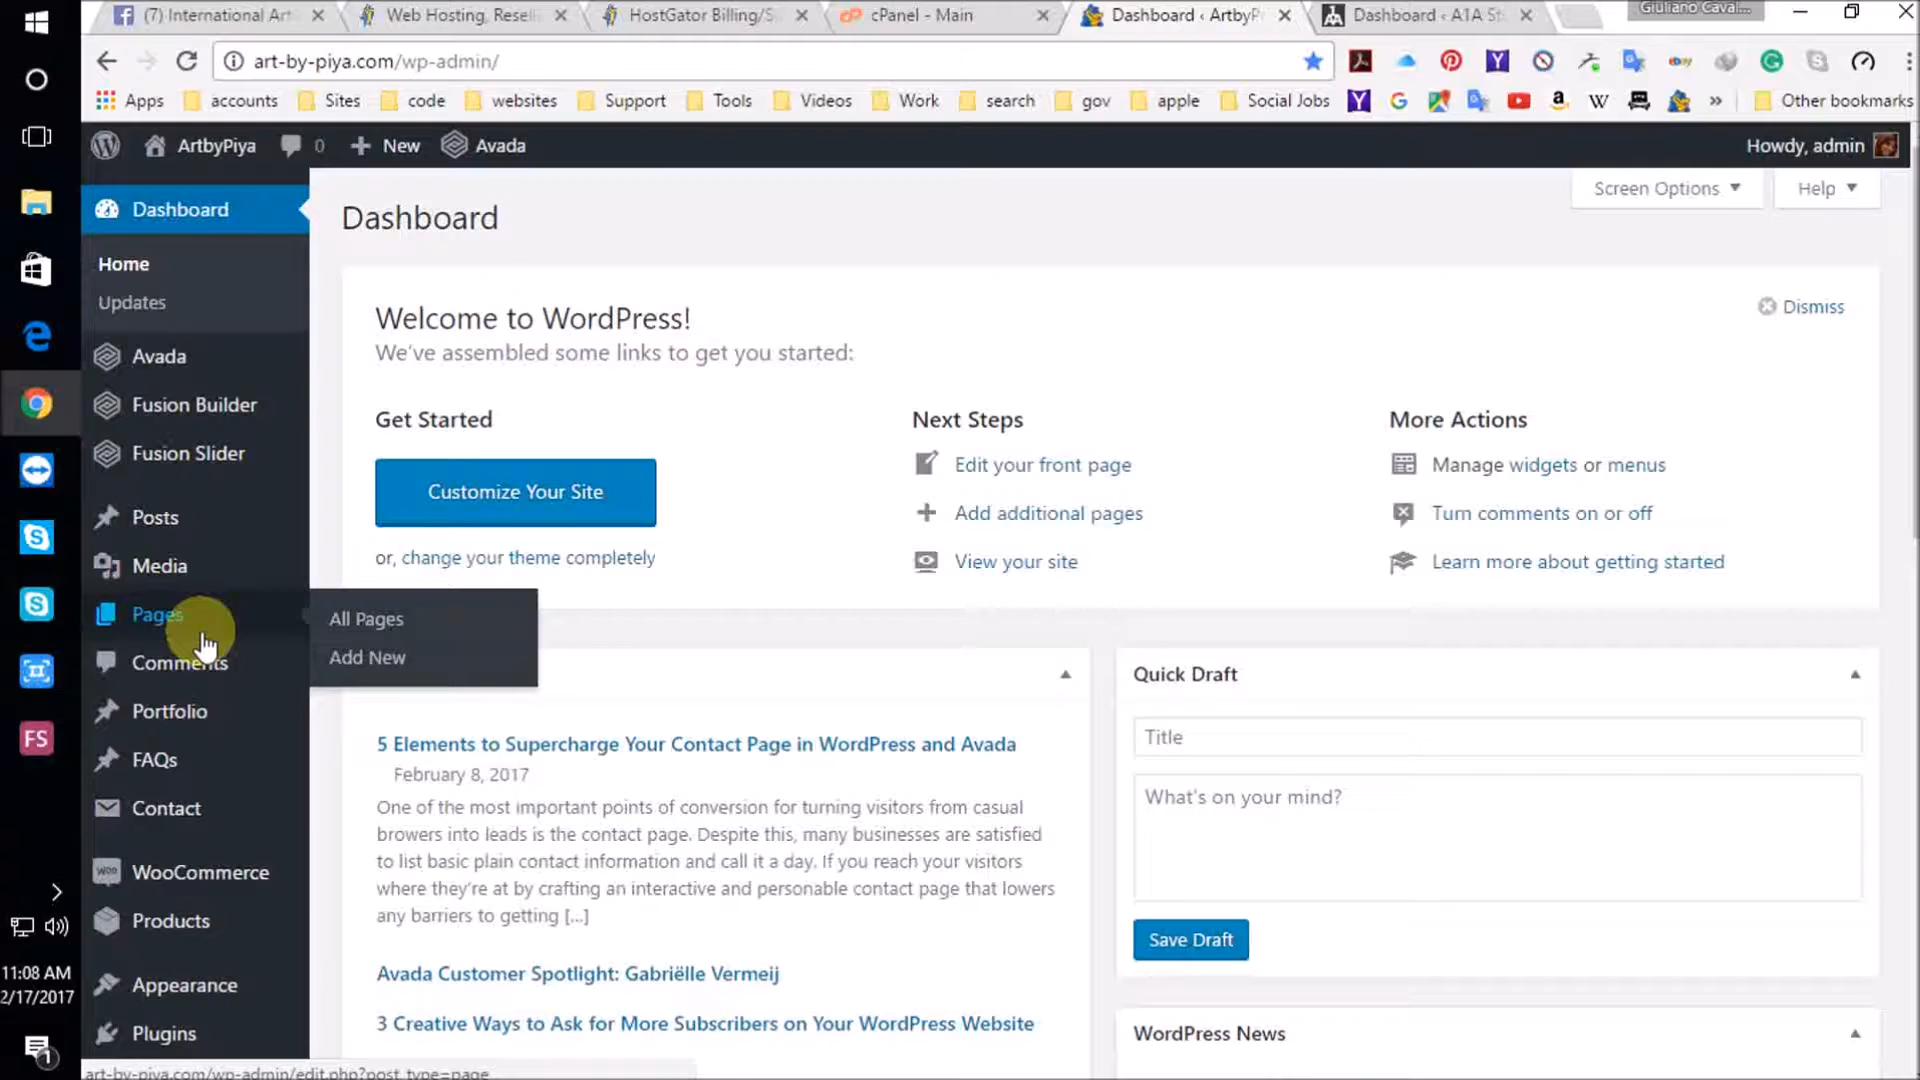 (7) International Art
Web Hosting, Resell
HostGator Billing/S
cPanel - Main
Dashboard ‹ ArtbyP
Dashboard ‹ A1A St
Giuliano Caval...
art-by-piya.com/wp-admin/
Apps accounts Sites code websites Support Tools Videos Work search gov apple Social Jobs » Other bookmarks
ArtbyPiya 0 New Avada Howdy, admin
Screen Options Help
Dashboard
Home
Updates
Avada
Fusion Builder
Fusion Slider
Posts
Media
Pages
All Pages
Add New
Comments
Portfolio
FAQs
Contact
WooCommerce
Products
Appearance
Plugins
Dashboard
Welcome to WordPress!
Dismiss
We've assembled some links to get you started:
Get Started
Customize Your Site
or, change your theme completely
Next Steps
Edit your front page
Add additional pages
View your site
More Actions
Manage widgets or menus
Turn comments on or off
Learn more about getting started
5 Elements to Supercharge Your Contact Page in WordPress and Avada
February 8, 2017
One of the most important points of conversion for turning visitors from casual
browers into leads is the contact page. Despite this, many businesses are satisfied
to list basic plain contact information and call it a day. If you reach your visitors
where they're at by crafting an interactive and personable contact page that lowers
any barriers to getting [...]
Avada Customer Spotlight: Gabriëlle Vermeij
3 Creative Ways to Ask for More Subscribers on Your WordPress Website
Quick Draft
Title
What's on your mind?
Save Draft
WordPress News
FS
11:08 AM
2/17/2017
1
art-by-piya.com/wp-admin/edit.php?post_type=page